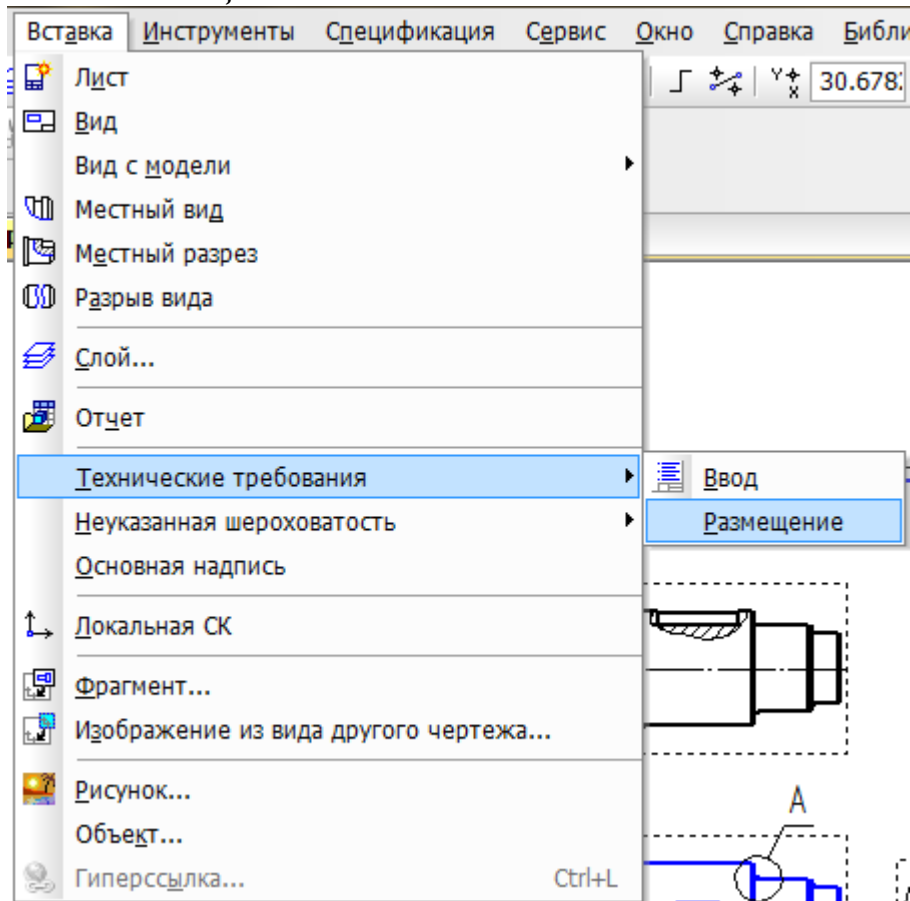 Вставка Инструменты Спецификация Сервис Окно Справка Библи
Лист
30.678
Вид
Вид с модели
Местный вид
Местный разрез
Разрыв вида
Слой...
Отчет
Технические требования
Ввод
Неуказанная шероховатость
Размещение
Основная надпись
Локальная СК
Фрагмент...
Изображение из вида другого чертежа...
Рисунок...
А
Объект...
Гиперссылка... Ctrl+L